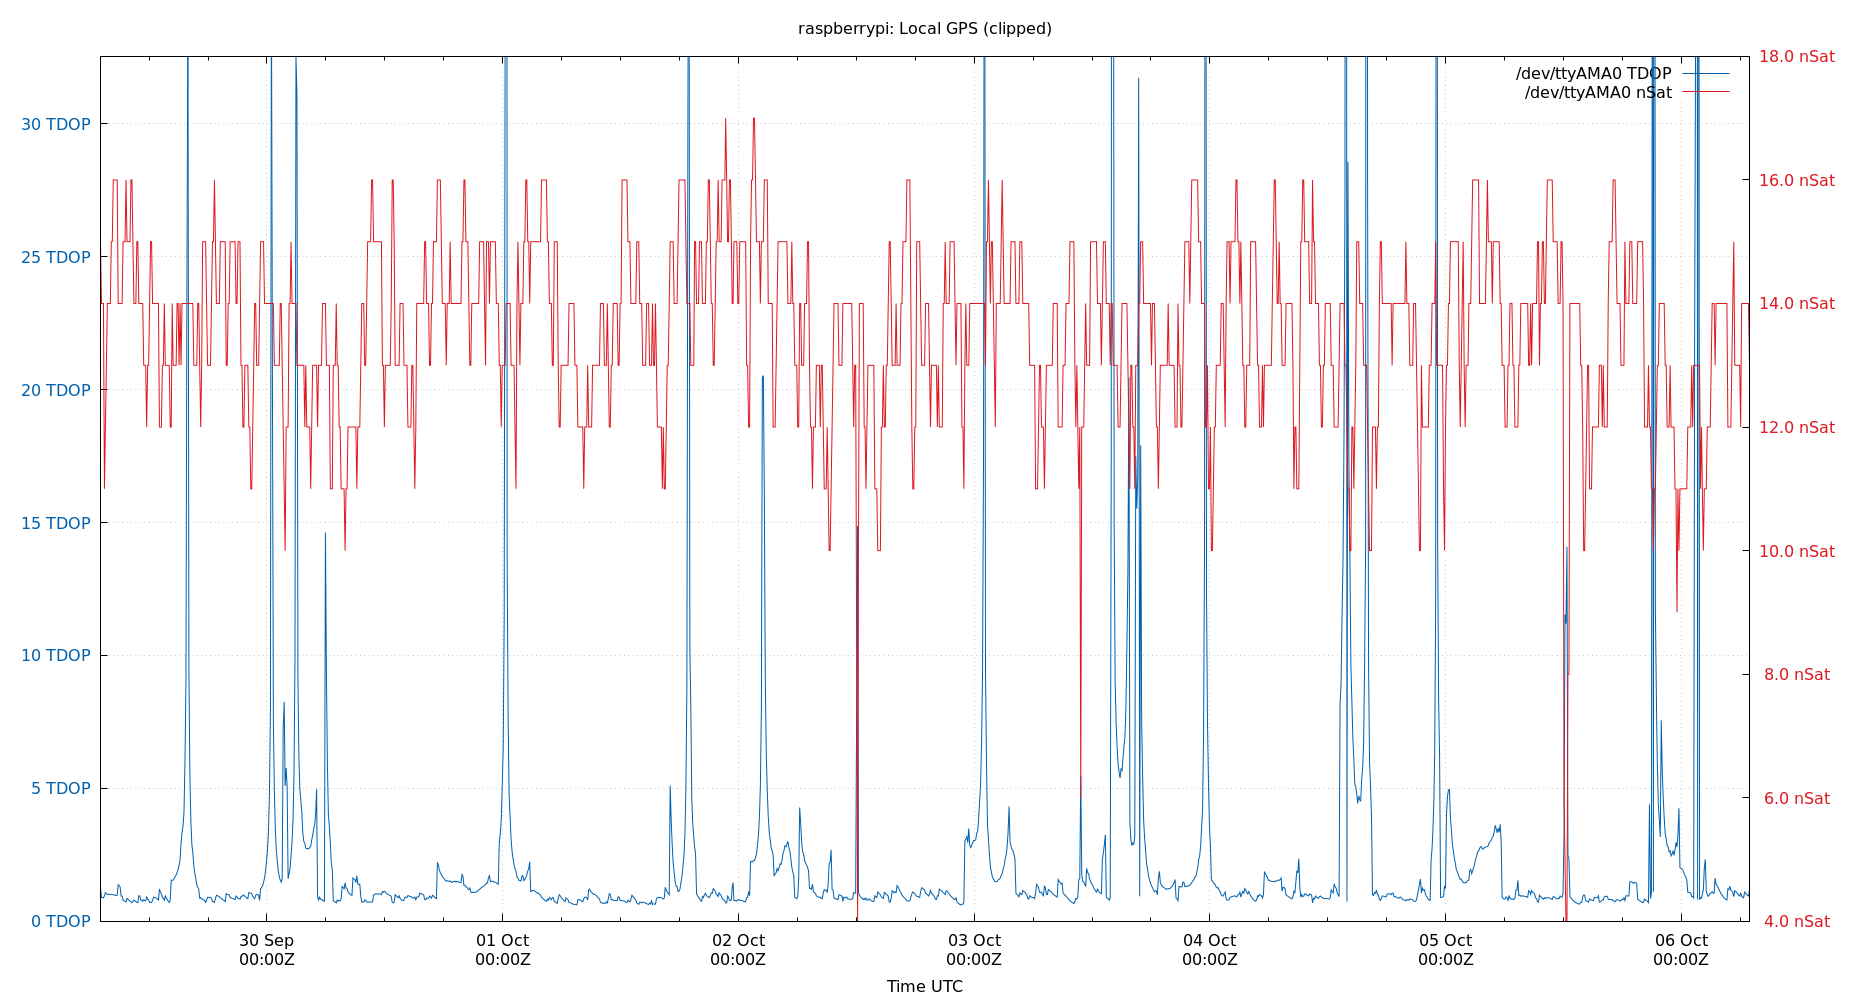 raspberrypi: Local GPS (clipped)
/dev/ttyAMA0 TDOP
/dev/ttyAMA0 nSat
30 TDOP
25 TDOP
20 TDOP
15 TDOP
10 TDOP
5 TDOP
0 TDOP
18.0 nSat
16.0 nSat
14.0 nSat
12.0 nSat
10.0 nSat
8.0 nSat
6.0 nSat
4.0 nSat
30 Sep
00:00Z
01 Oct
00:00Z
02 Oct
00:00Z
03 Oct
00:00Z
04 Oct
00:00Z
05 Oct
00:00Z
06 Oct
00:00Z
Time UTC